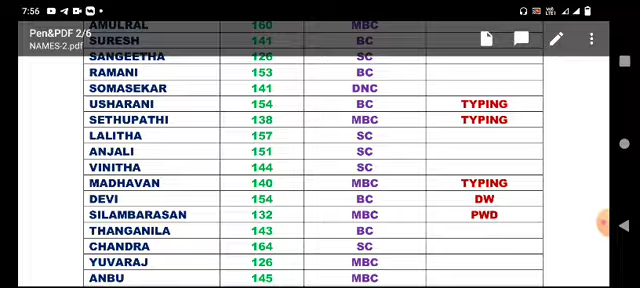 7:56
Pen&PDF 2/6
NAMES-2.pdf
AMULRAL 160 MBC
SURESH 141 BC
SANGEETHA 126 SC
RAMANI 153 BC
SOMASEKAR 141 DNC
USHARANI 154 BC TYPING
SETHUPATHI 138 MBC TYPING
LALITHA 157 SC
ANJALI 151 SC
VINITHA 144 SC
MADHAVAN 140 MBC TYPING
DEVI 154 BC DW
SILAMBARASAN 132 MBC PWD
THANGANILA 143 BC
CHANDRA 164 SC
YUVARAJ 126 MBC
ANBU 145 MBC